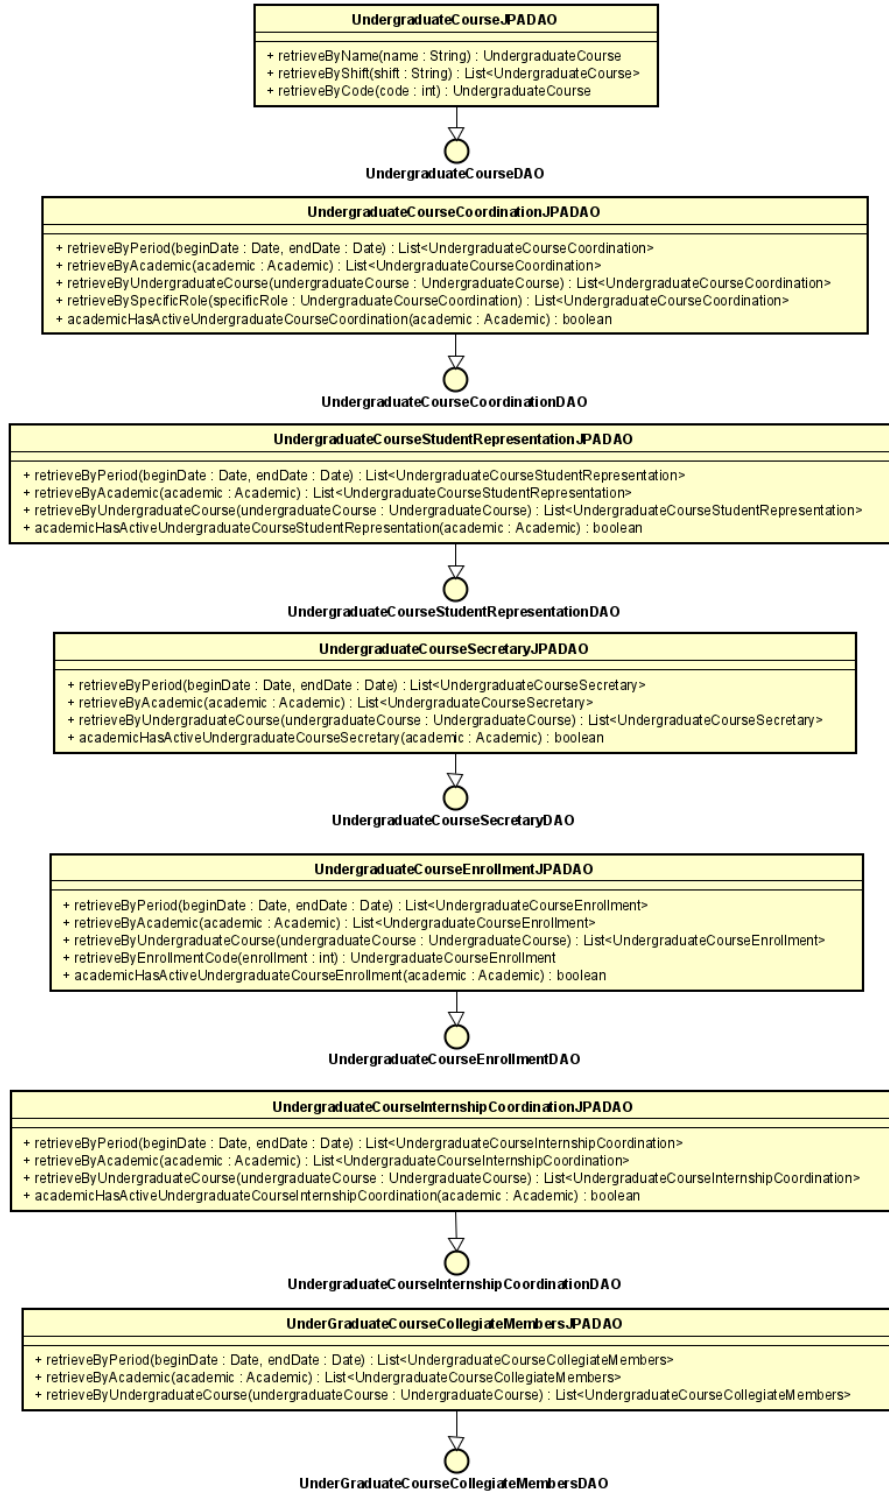 UndergraduateCourseJPADAO
+ retrieveByName(name : String) : UndergraduateCourse
+ retrieveByShift(shift : String) : List<UndergraduateCourse>
+ retrieveByCode(code : int) : UndergraduateCourse
UndergraduateCourseDAO
UndergraduateCourseCoordinationJPADAO
+ retrieveByPeriod(beginDate : Date, endDate : Date) : List<UndergraduateCourseCoordination>
+ retrieveByAcademic(academic : Academic) : List<UndergraduateCourseCoordination>
+ retrieveByUndergraduateCourse(undergraduateCourse : UndergraduateCourse) : List<UndergraduateCourseCoordination>
+ retrieveBySpecificRole(specificRole : UndergraduateCourseCoordination) : List<UndergraduateCourseCoordination>
+ academicHasActiveUndergraduateCourseCoordination(academic : Academic) : boolean
UndergraduateCourseCoordinationDAO
UndergraduateCourseStudentRepresentationJPADAO
+ retrieveByPeriod(beginDate : Date, endDate : Date) : List<UndergraduateCourseStudentRepresentation>
+ retrieveByAcademic(academic : Academic) : List<UndergraduateCourseStudentRepresentation>
+ retrieveByUndergraduateCourse(undergraduateCourse : UndergraduateCourse) : List<UndergraduateCourseStudentRepresentation>
+ academicHasActiveUndergraduateCourseStudentRepresentation(academic : Academic) : boolean
UndergraduateCourseStudentRepresentationDAO
UndergraduateCourseSecretaryJPADAO
+ retrieveByPeriod(beginDate : Date, endDate : Date) : List<UndergraduateCourseSecretary>
+ retrieveByAcademic(academic : Academic) : List<UndergraduateCourseSecretary>
+ retrieveByUndergraduateCourse(undergraduateCourse : UndergraduateCourse) : List<UndergraduateCourseSecretary>
+ academicHasActiveUndergraduateCourseSecretary(academic : Academic) : boolean
UndergraduateCourseSecretaryDAO
UndergraduateCourseEnrollmentJPADAO
+ retrieveByPeriod(beginDate : Date, endDate : Date) : List<UndergraduateCourseEnrollment>
+ retrieveByAcademic(academic : Academic) : List<UndergraduateCourseEnrollment>
+ retrieveByUndergraduateCourse(undergraduateCourse : UndergraduateCourse) : List<UndergraduateCourseEnrollment>
+ retrieveByEnrollmentCode(enrollment : int) : UndergraduateCourseEnrollment
+ academicHasActiveUndergraduateCourseEnrollment(academic : Academic) : boolean
UndergraduateCourseEnrollmentDAO
UndergraduateCourseInternshipCoordinationJPADAO
+ retrieveByPeriod(beginDate : Date, endDate : Date) : List<UndergraduateCourseInternshipCoordination>
+ retrieveByAcademic(academic : Academic) : List<UndergraduateCourseInternshipCoordination>
+ retrieveByUndergraduateCourse(undergraduateCourse : UndergraduateCourse) : List<UndergraduateCourseInternshipCoordination>
+ academicHasActiveUndergraduateCourseInternshipCoordination(academic : Academic) : boolean
UndergraduateCourseInternshipCoordinationDAO
UnderGraduateCourseCollegiateMembersJPADAO
+ retrieveByPeriod(beginDate : Date, endDate : Date) : List<UndergraduateCourseCollegiateMembers>
+ retrieveByAcademic(academic : Academic) : List<UndergraduateCourseCollegiateMembers>
+ retrieveByUndergraduateCourse(undergraduateCourse : UndergraduateCourse) : List<UndergraduateCourseCollegiateMembers>
UnderGraduateCourseCollegiateMembersDAO